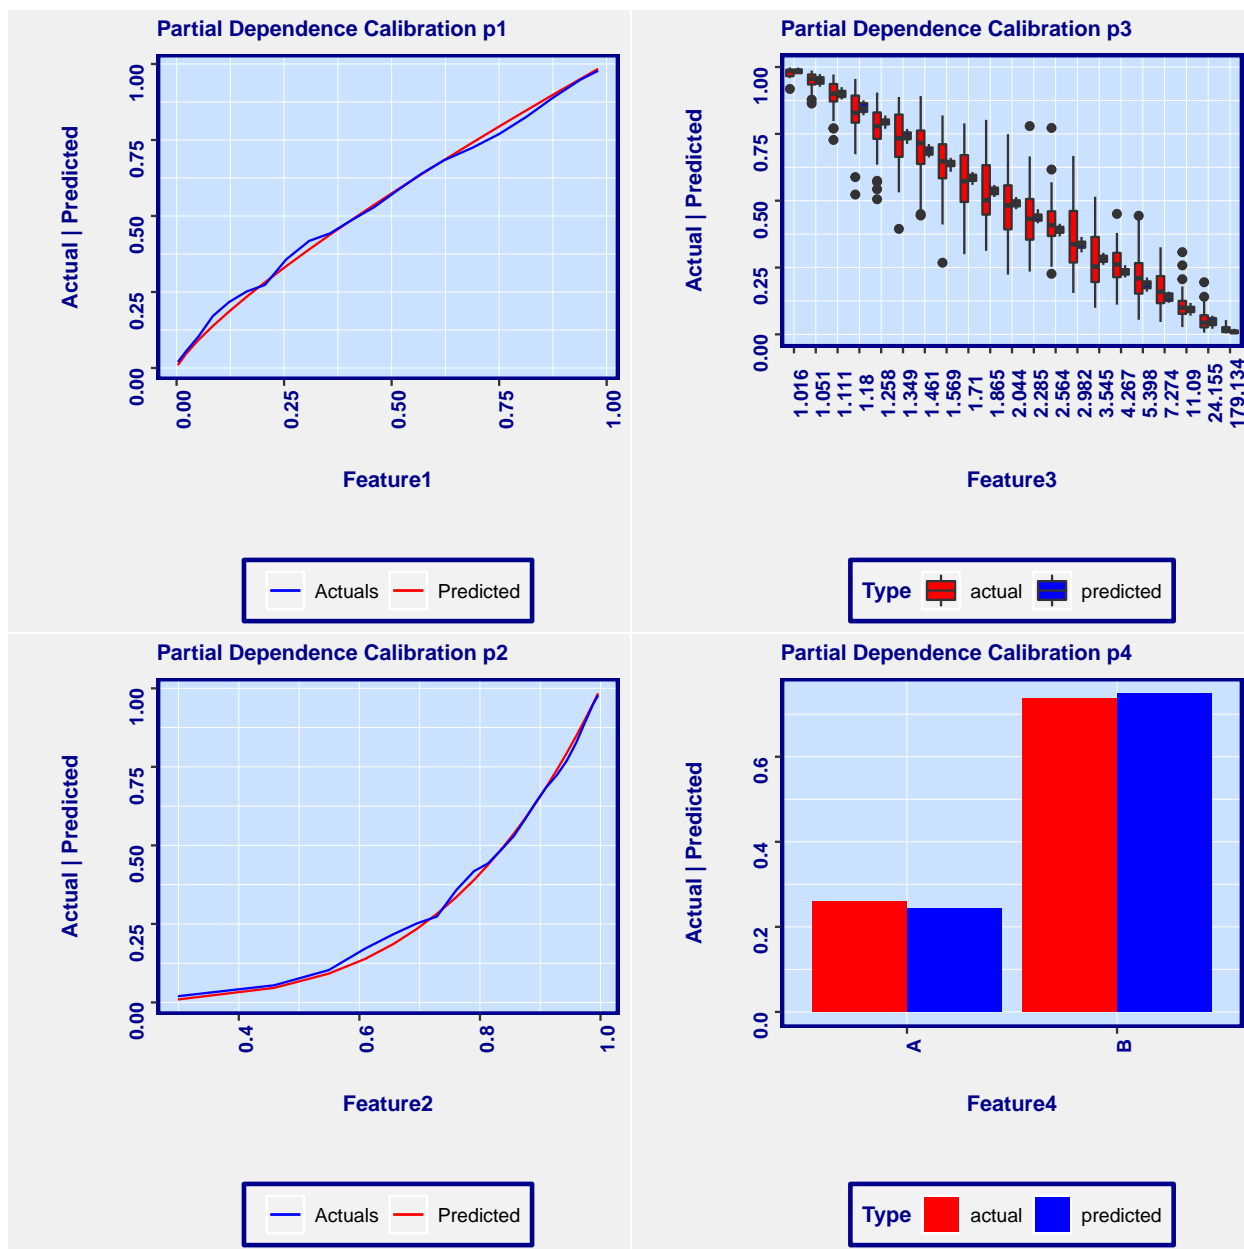 Partial Dependence Calibration p1
Actual | Predicted
1.00
0.75
0.50
0.25
0.00
0.00 0.25 0.50 0.75 1.00
Feature1
Actuals Predicted
Partial Dependence Calibration p3
Actual | Predicted
1.00
0.75
0.50
0.25
0.00
1.016 1.051 1.111 1.18 1.258 1.349 1.461 1.569 1.71 1.865 2.044 2.285 2.564 2.982 3.545 4.267 5.398 7.274 11.09 24.155 179.134
Feature3
Type actual predicted
Partial Dependence Calibration p2
Actual | Predicted
1.00
0.75
0.50
0.25
0.00
0.4 0.6 0.8 1.0
Feature2
Actuals Predicted
Partial Dependence Calibration p4
Actual | Predicted
0.6
0.4
0.2
0.0
A B
Feature4
Type actual predicted